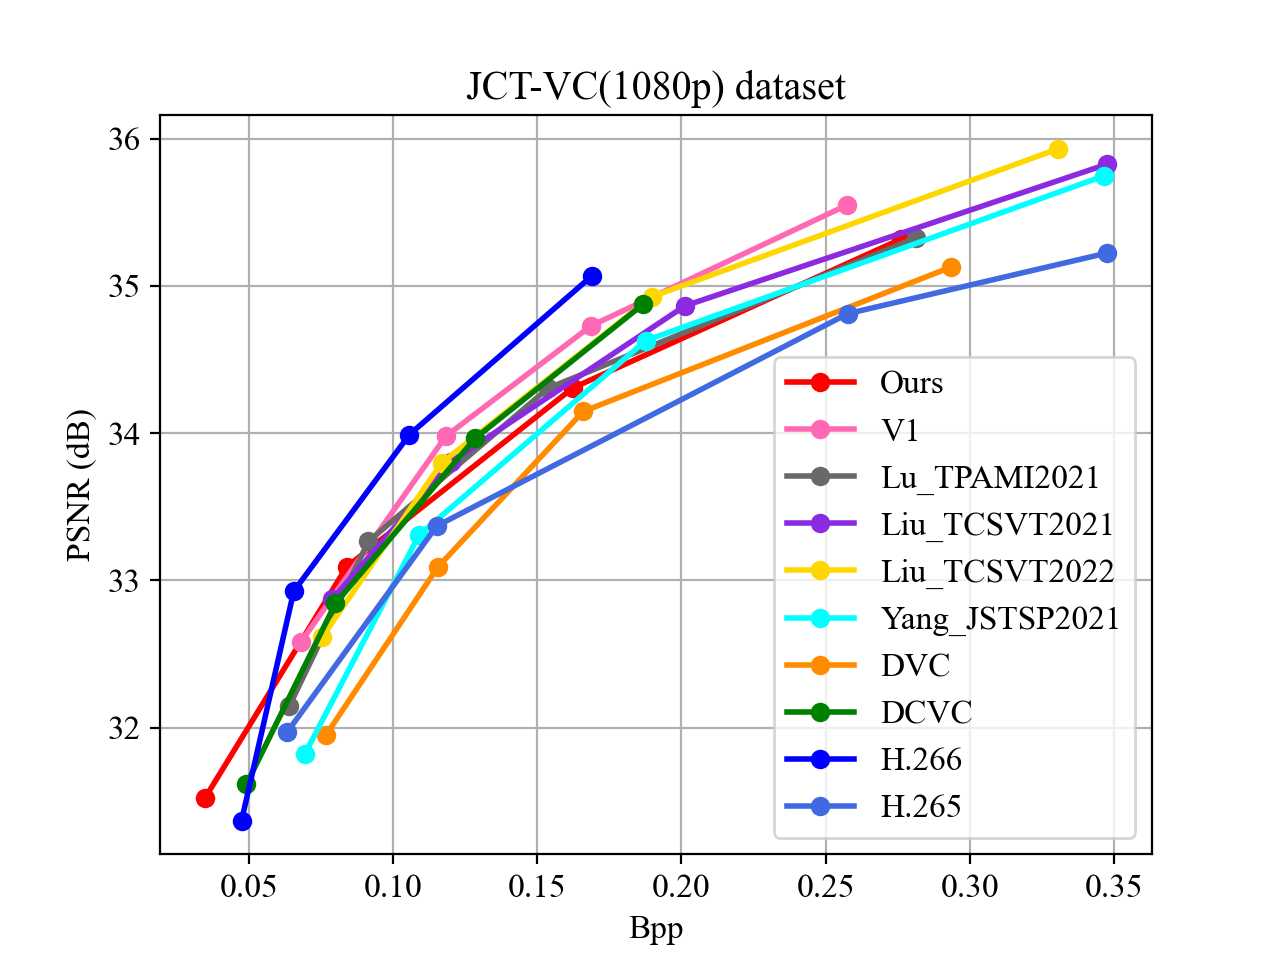 JCT-VC(1080p) dataset
36
35
34
33
32
PSNR (dB)
Ours
V1
Lu_TPAMI2021
Liu_TCSVT2021
Liu_TCSVT2022
Yang_JSTSP2021
DVC
DCVC
H.266
H.265
0.05 0.10 0.15 0.20 0.25 0.30 0.35
Bpp